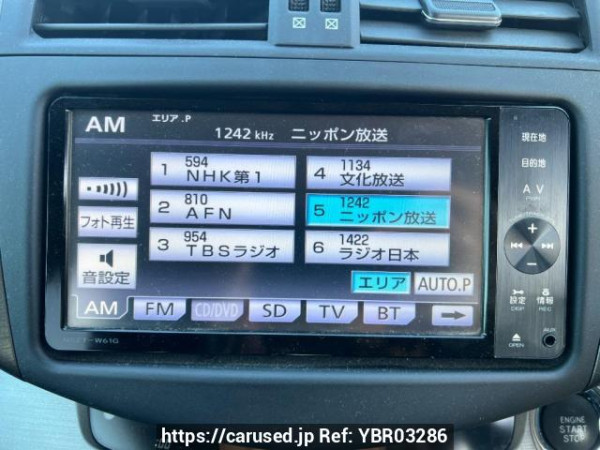 AM エリア.P
1242 kHz ニッポン放送
1 594 NHK第1
4 1134 文化放送
2 810 AFN
5 1242 ニッポン放送
3 954 TBSラジオ
6 1422 ラジオ日本
フォト再生
音設定
エリア AUTO.P
AM FM CD/DVD SD TV BT
現在地
目的地
AV
+
-
設定 情報
DISP REC
OPEN
-W61G
ENGINE
START
STOP
https://carused.jp Ref: YBR03286